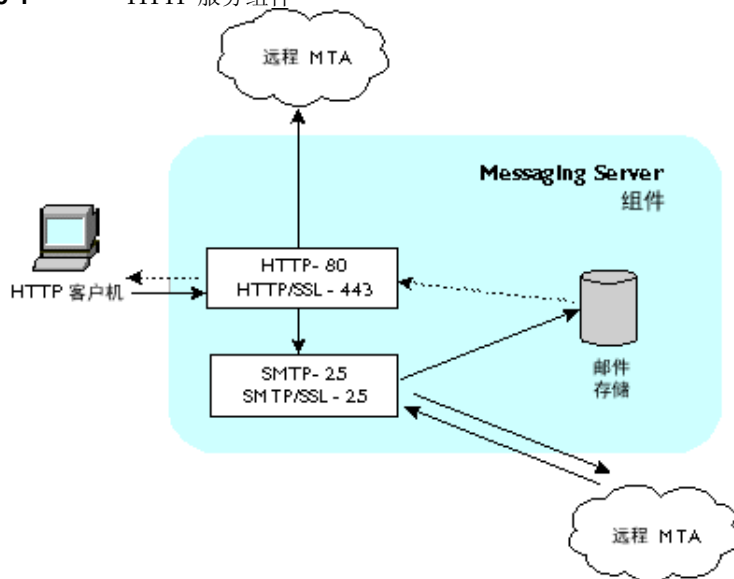 HTTP 服务组件
远程 MTA
Messaging Server
组件
HTTP 客户机
HTTP- 80
HTTP/SSL - 443
SMTP- 25
SMTP/SSL - 25
邮件
存储
远程 MTA